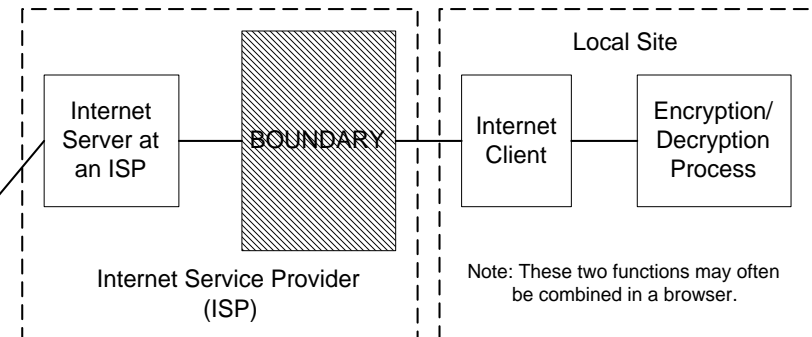 Local Site
Internet
Server at
an ISP
BOUNDARY
Internet
Client
Encryption/
Decryption
Process
Internet Service Provider
(ISP)
Note: These two functions may often
be combined in a browser.